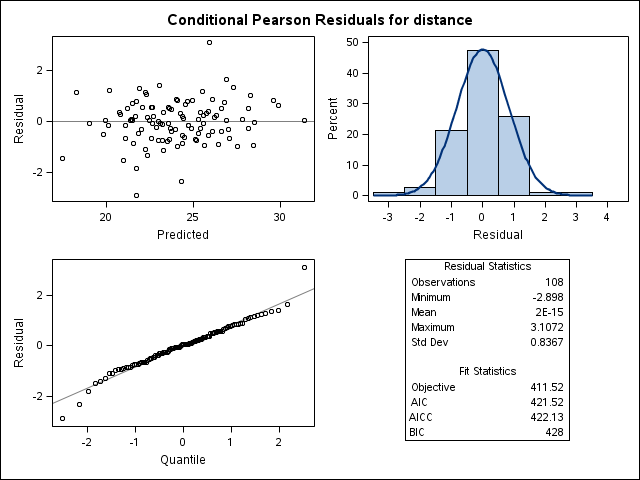 Conditional Pearson Residuals for distance
2
0
-2
Residual
20 25 30
Predicted
50
40
30
20
10
0
Percent
-3 -2 -1 0 1 2 3 4
Residual
2
0
-2
Residual
-2 -1 0 1 2
Quantile
Residual Statistics
Observations 108
Minimum -2.898
Mean 2E-15
Maximum 3.1072
Std Dev 0.8367
Fit Statistics
Objective 411.52
AIC 421.52
AICC 422.13
BIC 428